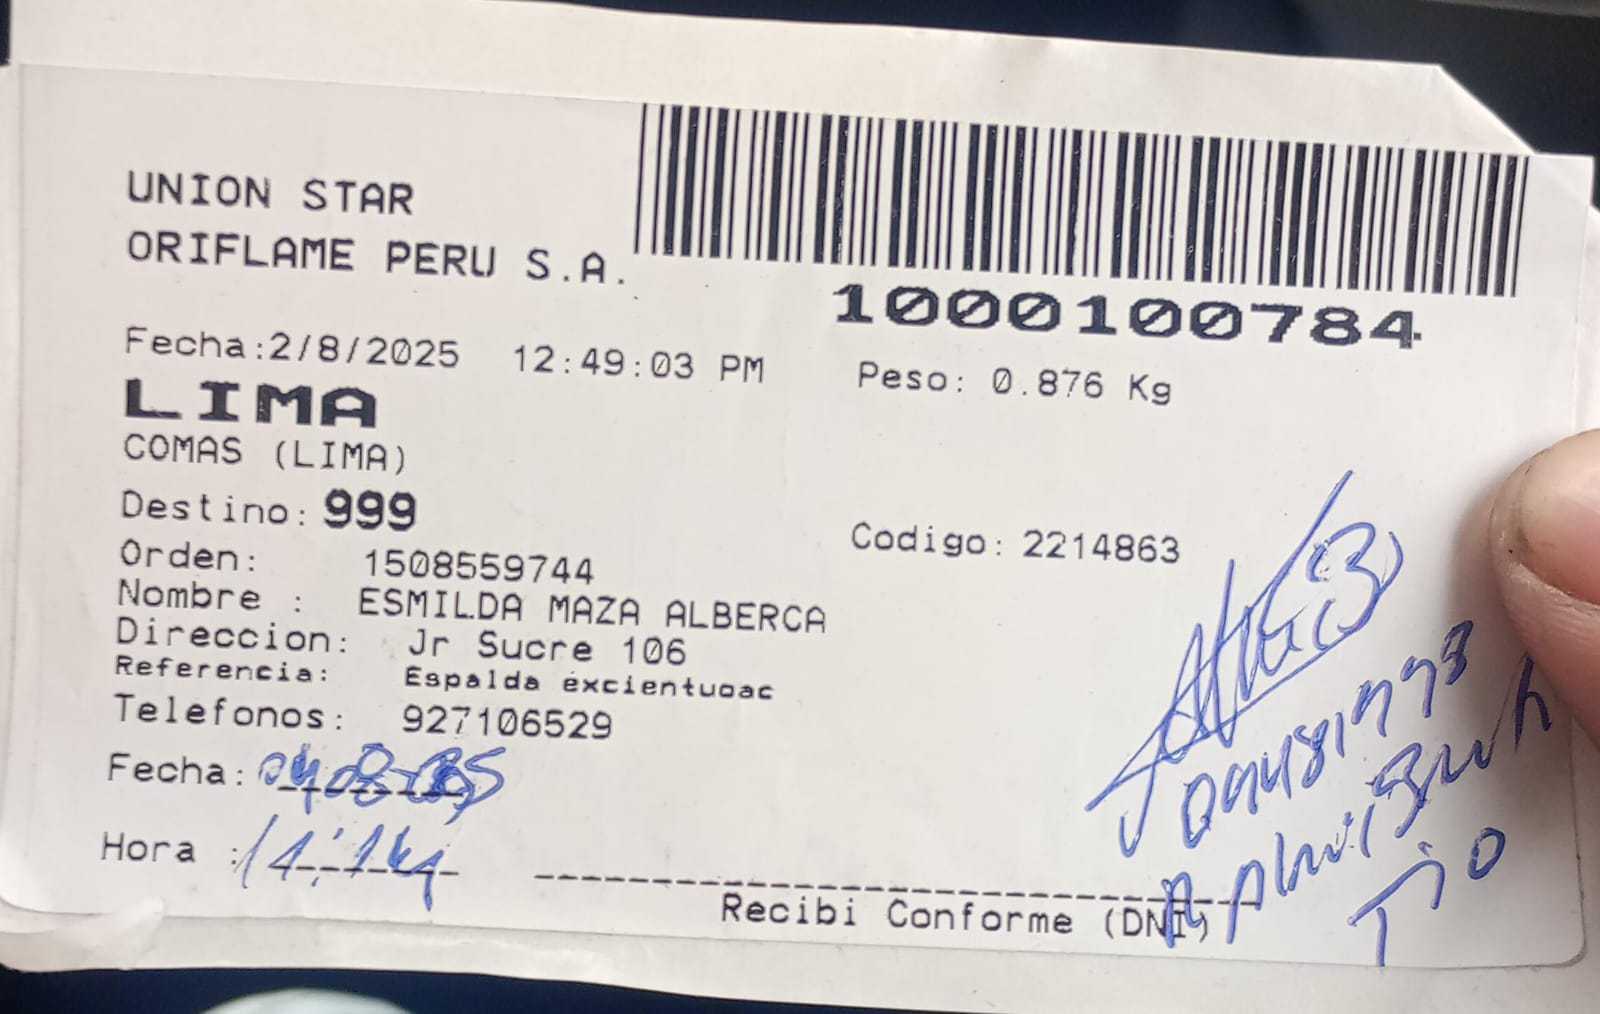 UNION STAR
ORIFLAME PERU S.A.
1000100784
Fecha:2/8/2025 12:49:03 PM
Peso: 0.876 Kg
LIMA
COMAS (LIMA)
Destino: 999
Codigo: 2214863
Orden: 1508559744
Nombre : ESMILDA MAZA ALBERCA
Direccion: Jr Sucre 106
Referencia: Espalda excientuoac
Telefonos: 927106529
Fecha:
Hora :
Tio
Recibi Conforme (DNI)